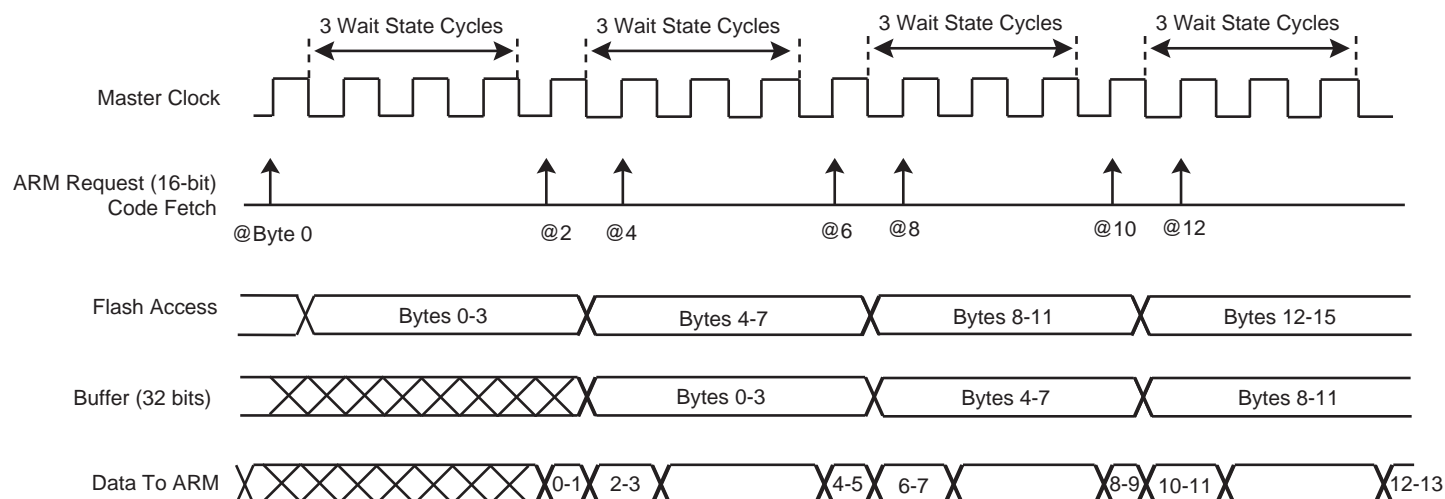 3 Wait State Cycles 3 Wait State Cycles 3 Wait State Cycles 3 Wait State Cycles
Master Clock
ARM Request (16-bit)
Code Fetch
@Byte 0 @2 @4 @6 @8 @10 @12
Flash Access Bytes 0-3 Bytes 4-7 Bytes 8-11 Bytes 12-15
Buffer (32 bits) Bytes 0-3 Bytes 4-7 Bytes 8-11
Data To ARM 0-1 2-3 4-5 6-7 8-9 10-11 12-13